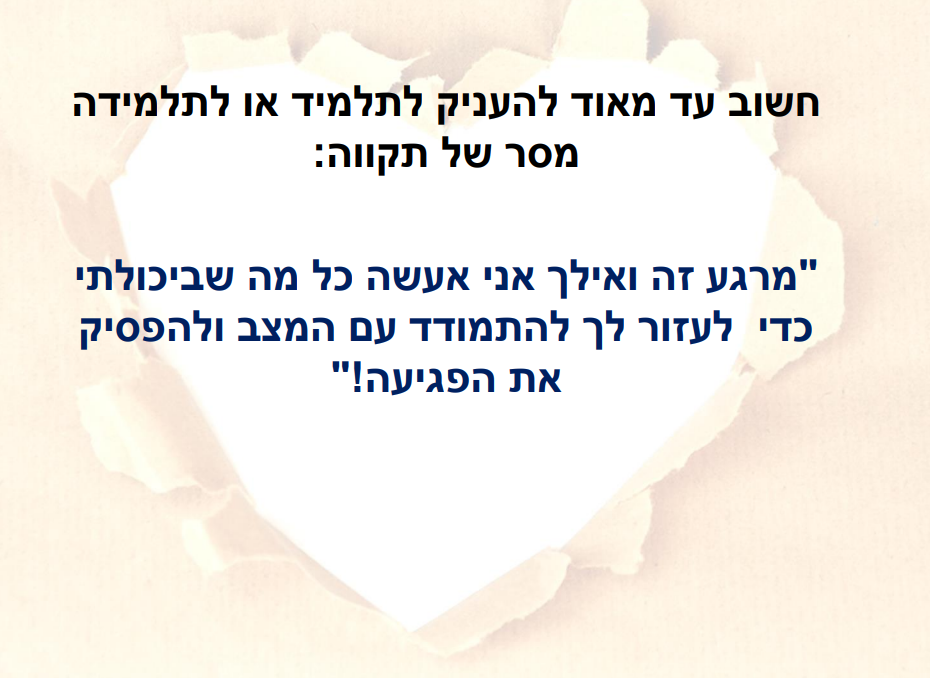 חשוב עד מאוד להעניק לתלמיד או לתלמידה
מסר של תקווה:
"מרגע זה ואילך אני אעשה כל מה שביכולתי
כדי  לעזור לך להתמודד עם המצב ולהפסיק
את הפגיעה!"